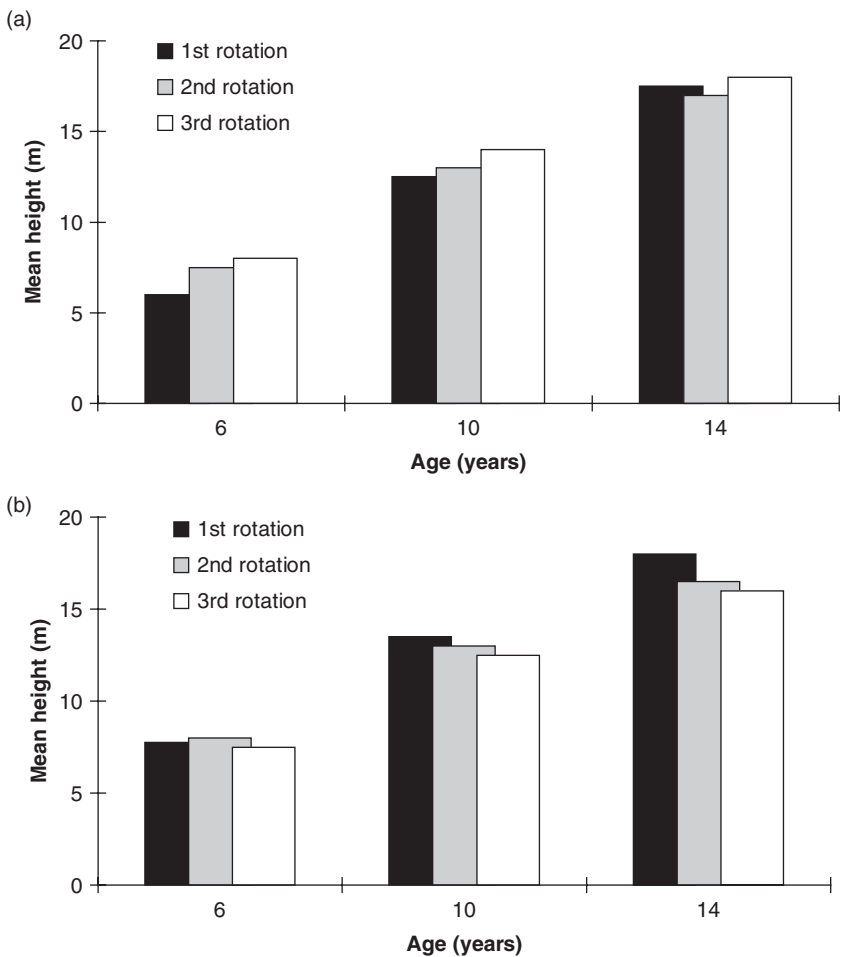 (a)
20
15
10
5
0
Mean height (m)
1st rotation
2nd rotation
3rd rotation
6 10 14
Age (years)
(b)
20
15
10
5
0
Mean height (m)
1st rotation
2nd rotation
3rd rotation
6 10 14
Age (years)